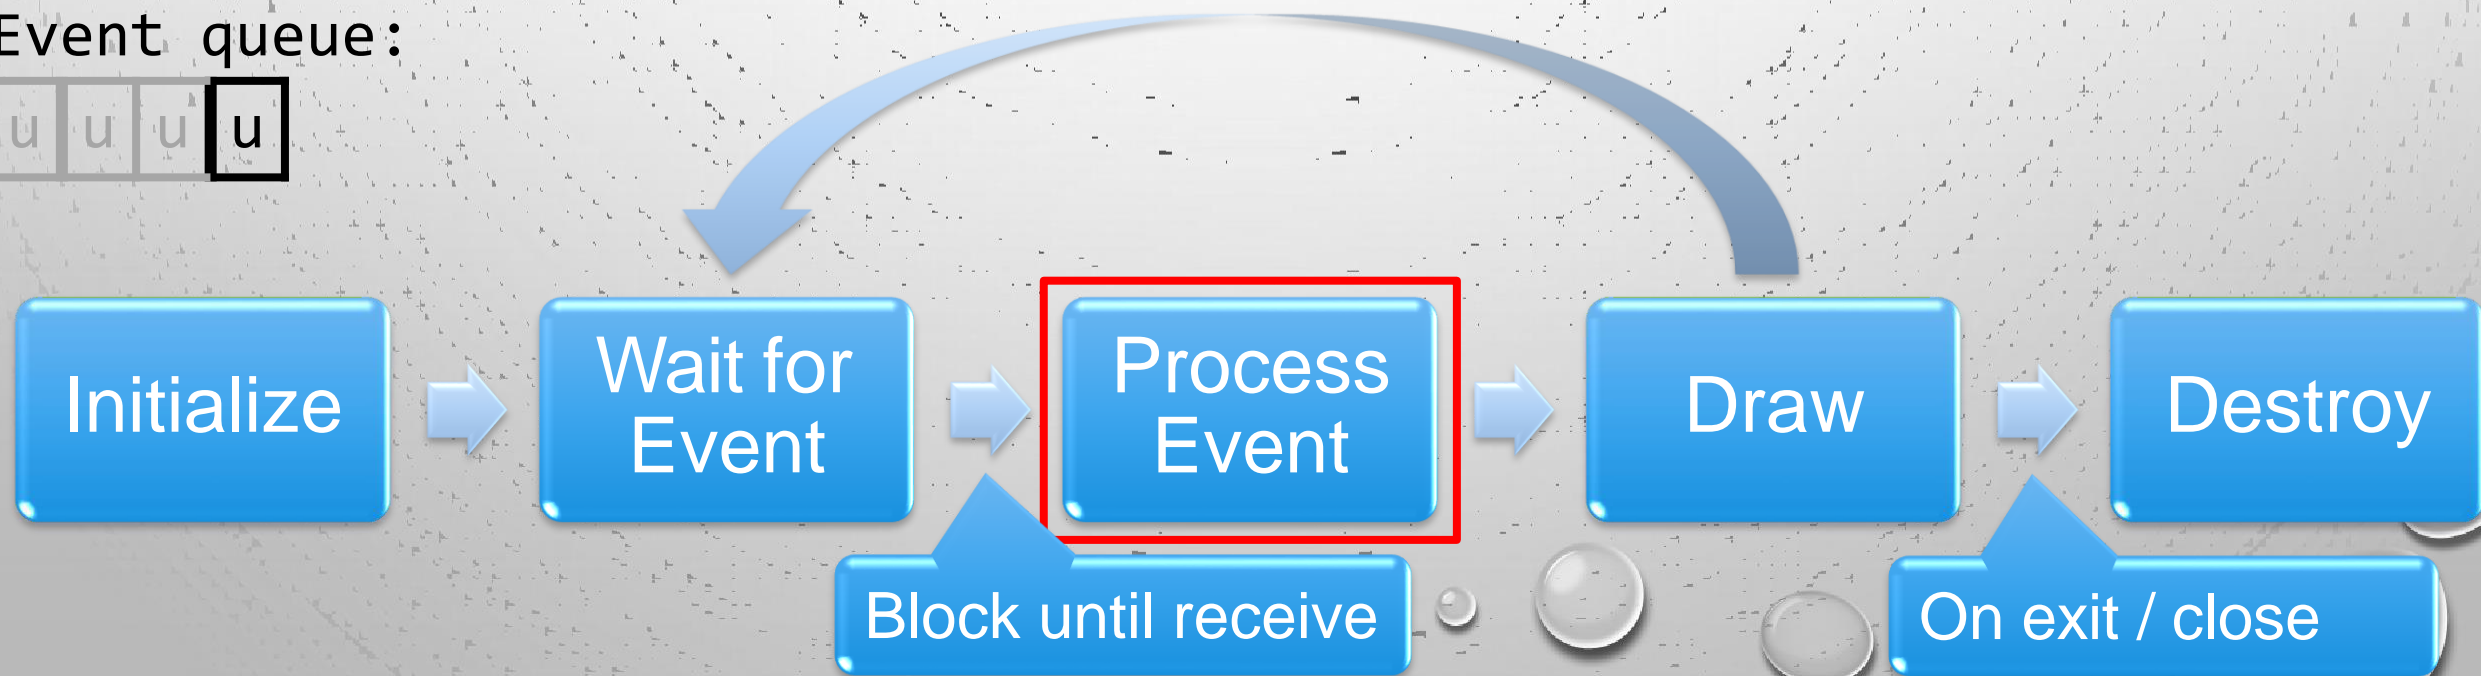 Event queue:
u u u u
Initialize
Wait for
Event
Process
Event
Draw
Destroy
Block until receive
On exit / close